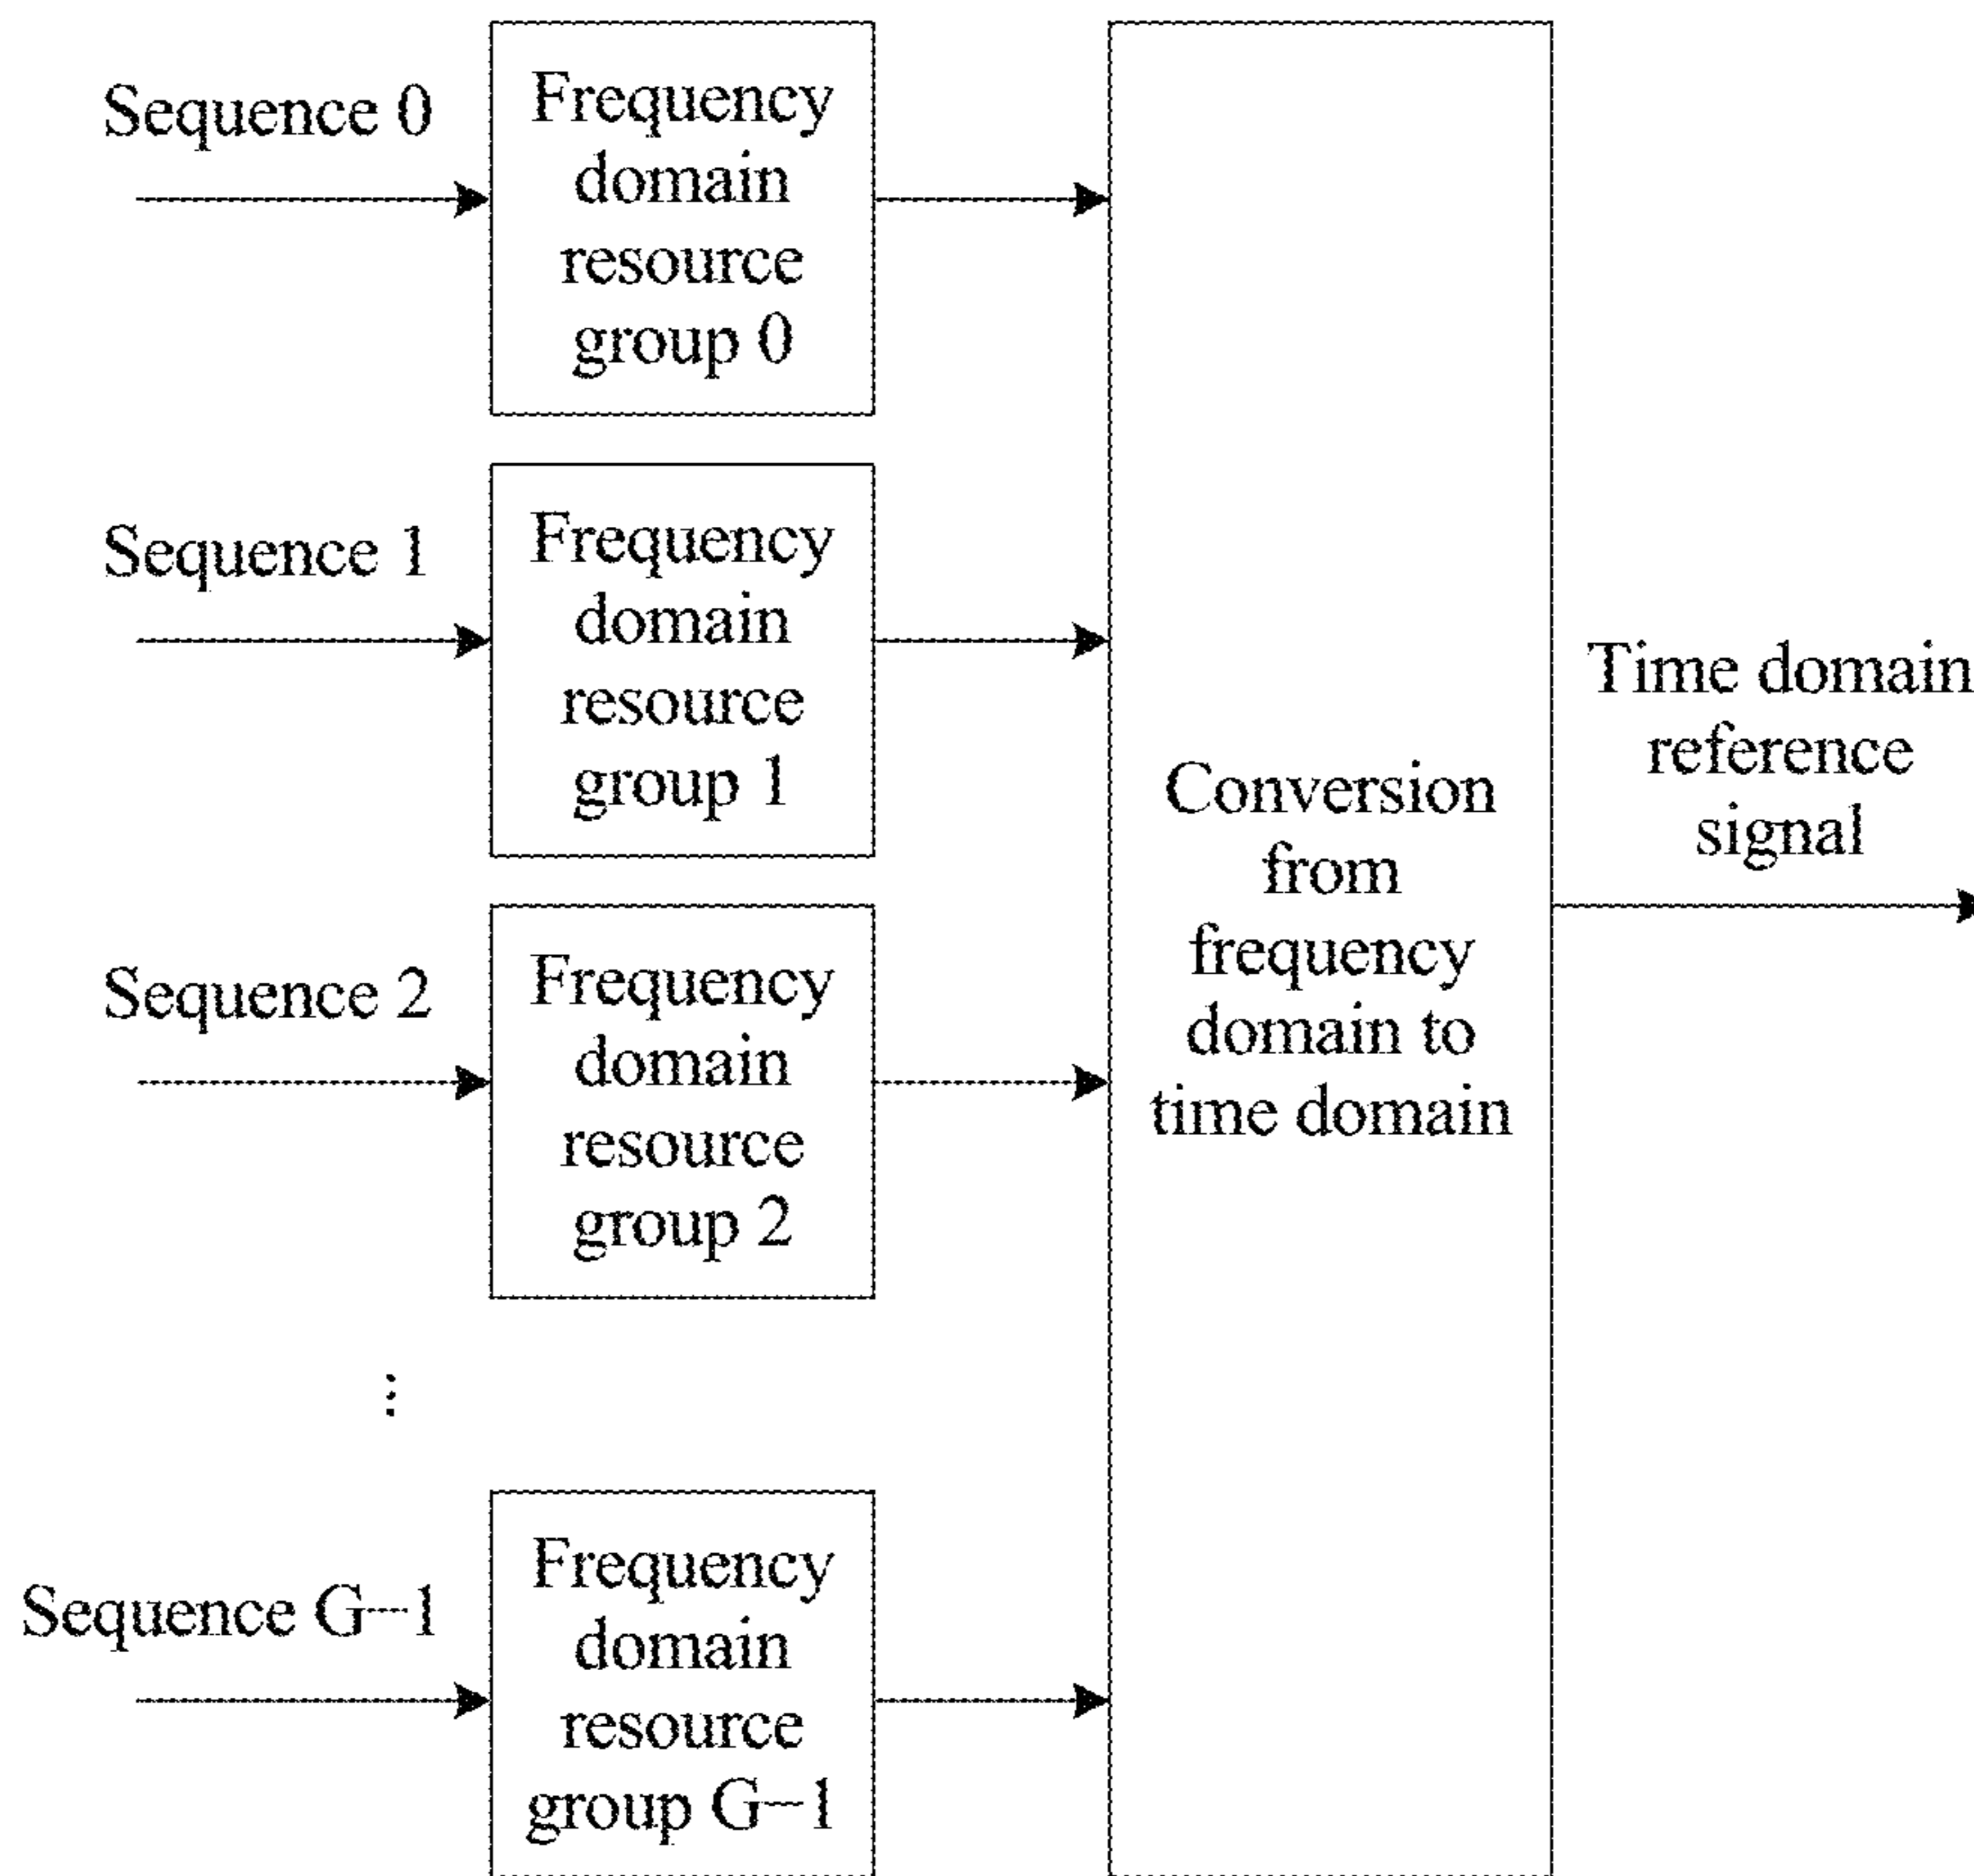 Sequence 0
Frequency
domain
resource
group 0
Sequence 1
Frequency
domain
resource
group 1
Sequence 2
Frequency
domain
resource
group 2
⋮
Sequence G−1
Frequency
domain
resource
group G−1
Conversion
from
frequency
domain to
time domain
Time domain
reference
signal